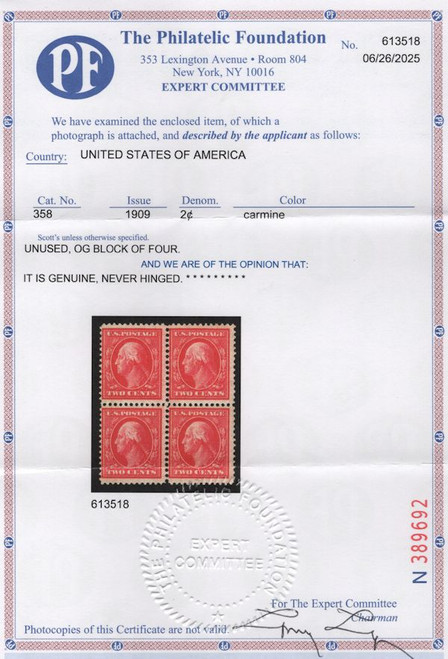 PF
The Philatelic Foundation
353 Lexington Avenue • Room 804
New York, NY 10016
EXPERT COMMITTEE
No. 613518
06/26/2025
We have examined the enclosed item, of which a
photograph is attached, and described by the applicant as follows:
Country: UNITED STATES OF AMERICA
Cat. No. Issue Denom. Color
358 1909 2¢ carmine
Scott's unless otherwise specified.
UNUSED, OG BLOCK OF FOUR.
AND WE ARE OF THE OPINION THAT:
IT IS GENUINE, NEVER HINGED. * * * * * * * * *
U.S. POSTAGE U.S. POSTAGE
TWO CENTS TWO CENTS
U.S. POSTAGE U.S. POSTAGE
TWO CENTS TWO CENTS
613518
THE PHILATELIC FOUNDATION
EXPERT
COMMITTEE
N 389692
For The Expert Committee
Chairman
Photocopies of this Certificate are not valid.